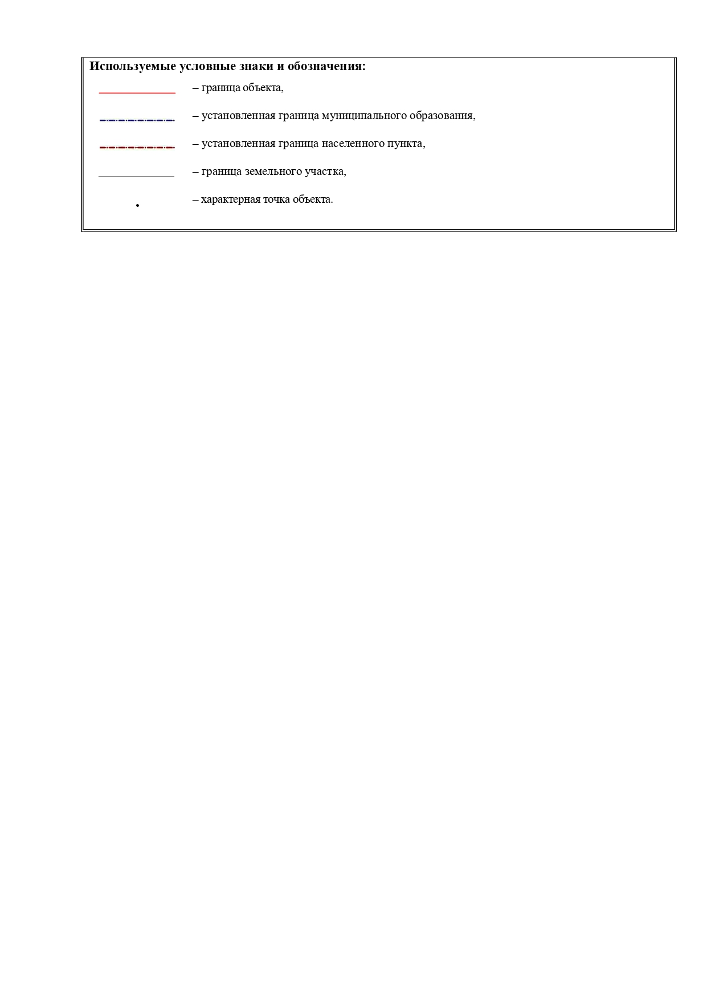 Используемые условные знаки и обозначения:
– граница объекта,
– установленная граница муниципального образования,
– установленная граница населенного пункта,
– граница земельного участка,
– характерная точка объекта.